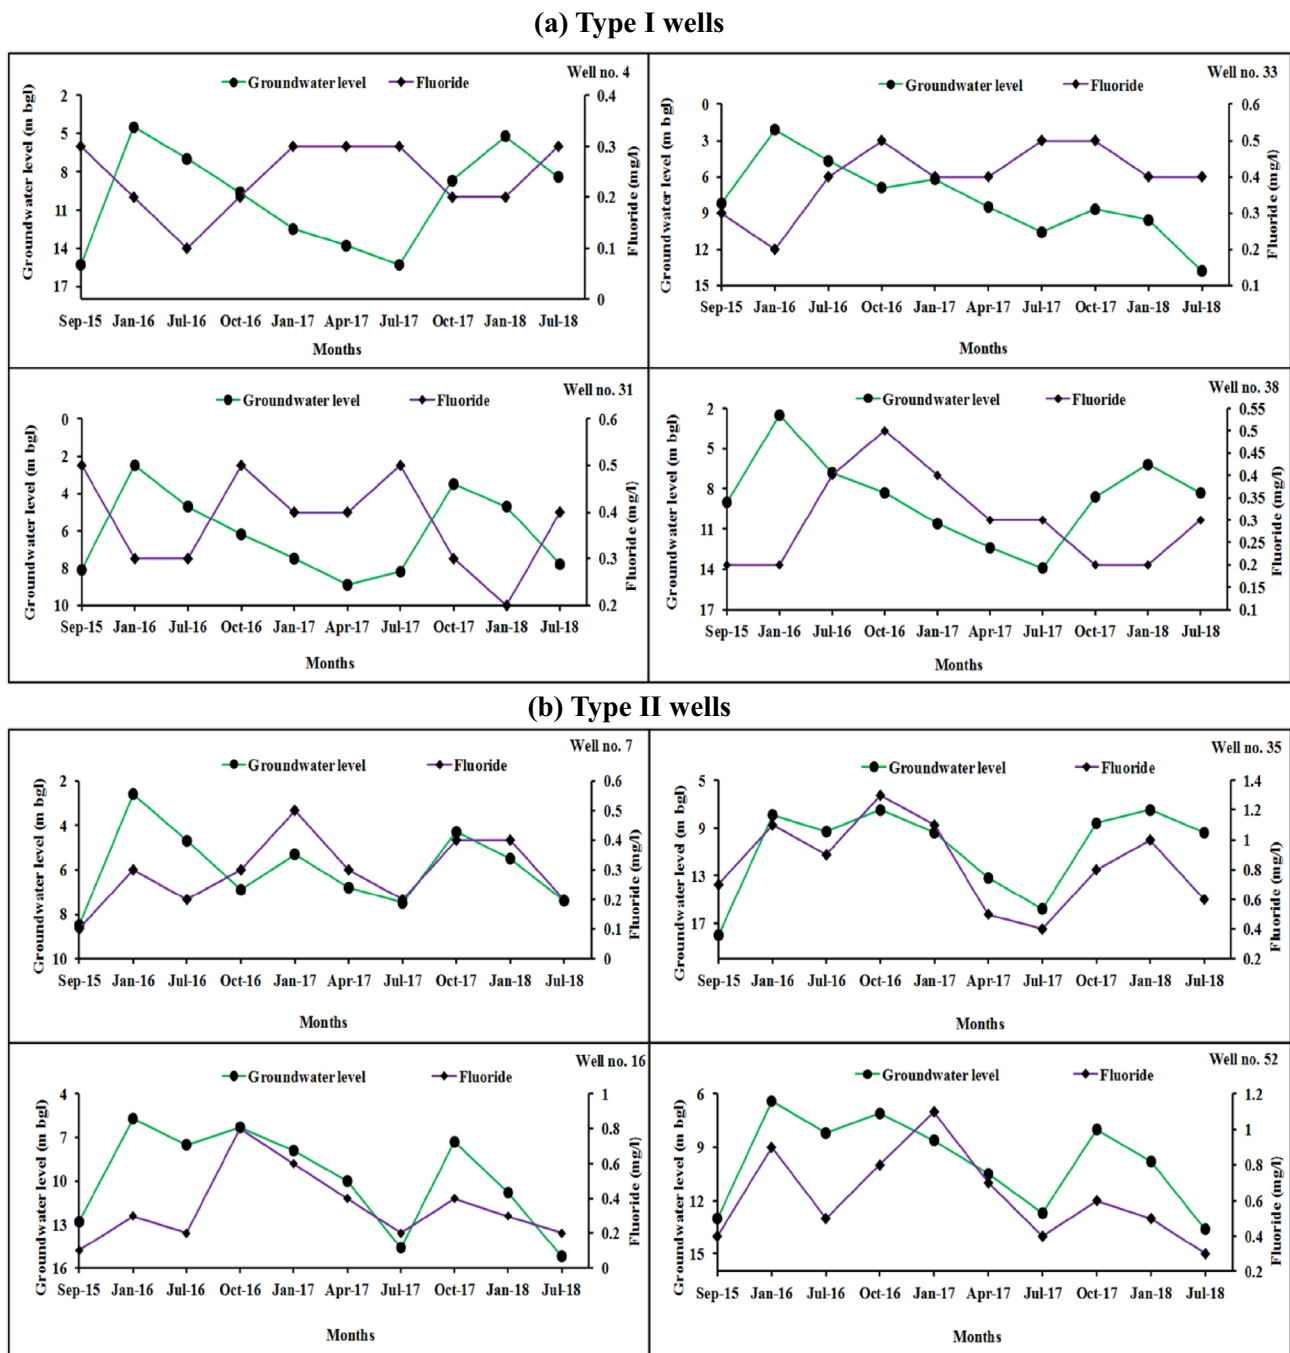 (a) Type I wells
Well no. 4
Groundwater level Fluoride
Groundwater level (m bgl)
2
5
8
11
14
17
0.4
0.3
0.2
0.1
0
Fluoride (mg/l)
Sep-15 Jan-16 Jul-16 Oct-16 Jan-17 Apr-17 Jul-17 Oct-17 Jan-18 Jul-18
Months
Well no. 33
Groundwater level Fluoride
Groundwater level (m bgl)
0
3
6
9
12
15
0.6
0.5
0.4
0.3
0.2
0.1
Fluoride (mg/l)
Sep-15 Jan-16 Jul-16 Oct-16 Jan-17 Apr-17 Jul-17 Oct-17 Jan-18 Jul-18
Months
Well no. 31
Groundwater level Fluoride
Groundwater level (m bgl)
0
2
4
6
8
10
0.6
0.5
0.4
0.3
0.2
Fluoride (mg/l)
Sep-15 Jan-16 Jul-16 Oct-16 Jan-17 Apr-17 Jul-17 Oct-17 Jan-18 Jul-18
Months
Well no. 38
Groundwater level Fluoride
Groundwater level (m bgl)
2
5
8
11
14
17
0.55
0.5
0.45
0.4
0.35
0.3
0.25
0.2
0.15
0.1
Fluoride (mg/l)
Sep-15 Jan-16 Jul-16 Oct-16 Jan-17 Apr-17 Jul-17 Oct-17 Jan-18 Jul-18
Months
(b) Type II wells
Well no. 7
Groundwater level Fluoride
Groundwater level (m bgl)
2
4
6
8
10
0.6
0.5
0.4
0.3
0.2
0.1
0
Fluoride (mg/l)
Sep-15 Jan-16 Jul-16 Oct-16 Jan-17 Apr-17 Jul-17 Oct-17 Jan-18 Jul-18
Months
Well no. 35
Groundwater level Fluoride
Groundwater level (m bgl)
5
9
13
17
1.4
1.2
1
0.8
0.6
0.4
0.2
Fluoride (mg/l)
Sep-15 Jan-16 Jul-16 Oct-16 Jan-17 Apr-17 Jul-17 Oct-17 Jan-18 Jul-18
Months
Well no. 16
Groundwater level Fluoride
Groundwater level (m bgl)
4
7
10
13
16
1
0.8
0.6
0.4
0.2
0
Fluoride (mg/l)
Sep-15 Jan-16 Jul-16 Oct-16 Jan-17 Apr-17 Jul-17 Oct-17 Jan-18 Jul-18
Months
Well no. 52
Groundwater level Fluoride
Groundwater level (m bgl)
6
9
12
15
1.2
1
0.8
0.6
0.4
0.2
Fluoride (mg/l)
Sep-15 Jan-16 Jul-16 Oct-16 Jan-17 Apr-17 Jul-17 Oct-17 Jan-18 Jul-18
Months